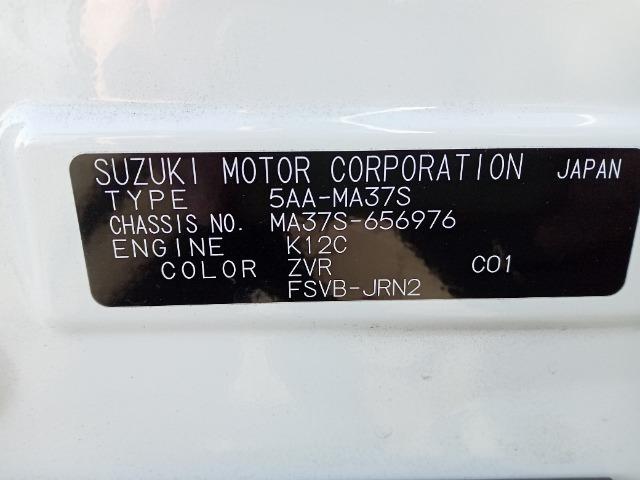 SUZUKI MOTOR CORPORATION JAPAN
TYPE 5AA-MA37S
CHASSIS NO. MA37S-656976
ENGINE K12C
COLOR ZVR C01
FSVB-JRN2